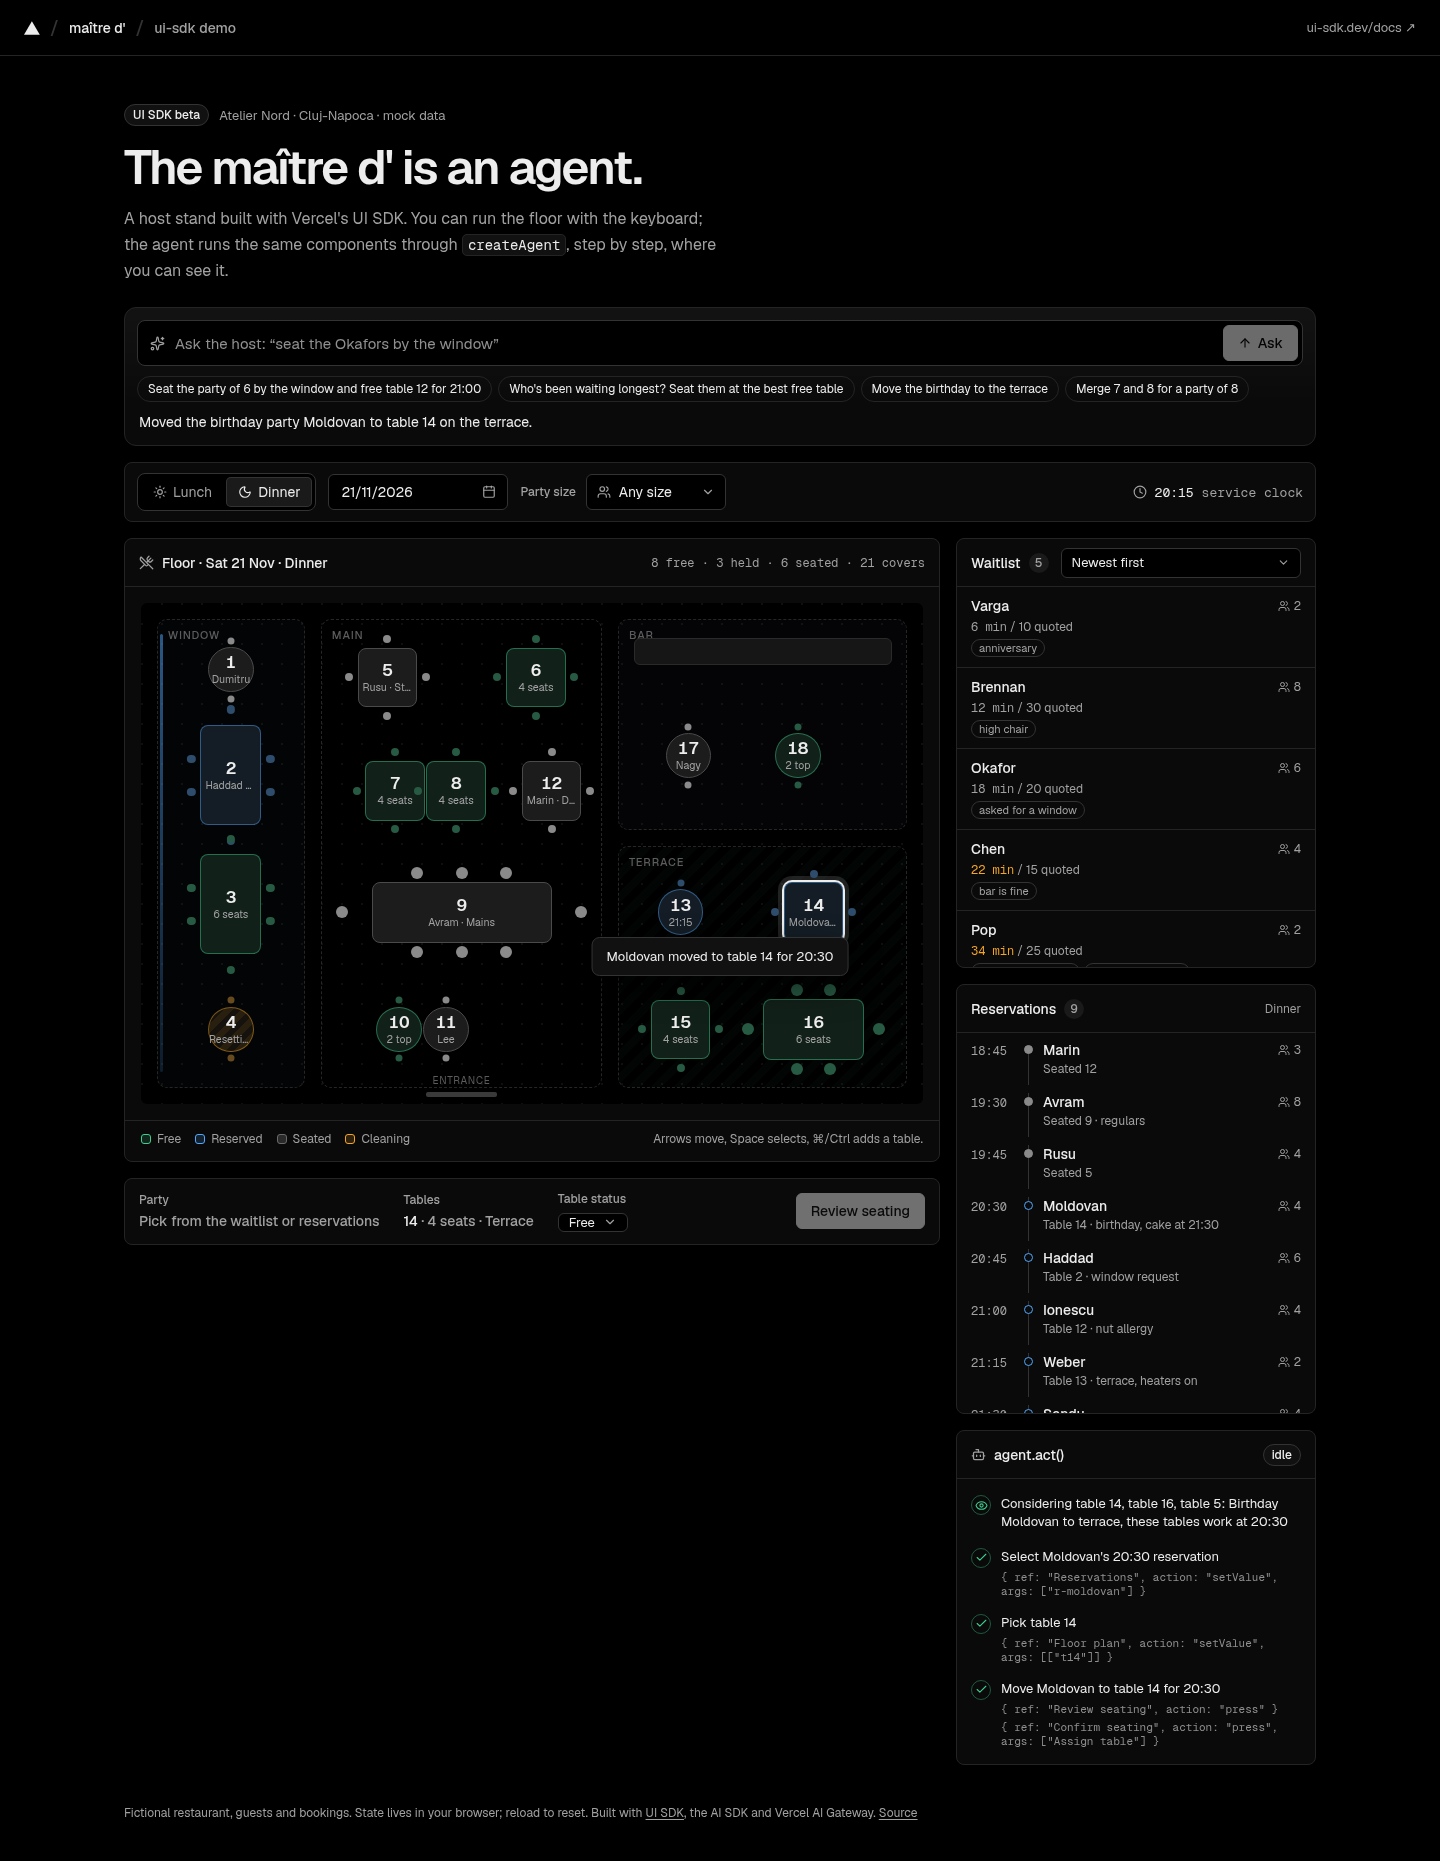 / maître d' / ui-sdk demo
ui-sdk.dev/docs ↗
UI SDK beta
Atelier Nord · Cluj-Napoca · mock data
The maître d' is an agent.
A host stand built with Vercel's UI SDK. You can run the floor with the keyboard;
the agent runs the same components through createAgent, step by step, where
you can see it.
Ask the host: “seat the Okafors by the window”
Ask
Seat the party of 6 by the window and free table 12 for 21:00
Who's been waiting longest? Seat them at the best free table
Move the birthday to the terrace
Merge 7 and 8 for a party of 8
Moved the birthday party Moldovan to table 14 on the terrace.
Lunch
Dinner
21/11/2026
Party size
Any size
20:15 service clock
Floor · Sat 21 Nov · Dinner
8 free · 3 held · 6 seated · 21 covers
WINDOW
1
Dumitru
2
Haddad ...
3
6 seats
4
Resetti...
MAIN
5
Rusu · St...
6
4 seats
7
4 seats
8
4 seats
12
Marin · D...
9
Avram · Mains
10
2 top
11
Lee
ENTRANCE
BAR
17
Nagy
18
2 top
TERRACE
13
21:15
14
Moldova...
Moldovan moved to table 14 for 20:30
15
4 seats
16
6 seats
Free
Reserved
Seated
Cleaning
Arrows move, Space selects, ⌘/Ctrl adds a table.
Party
Pick from the waitlist or reservations
Tables
14 · 4 seats · Terrace
Table status
Free
Review seating
Waitlist 5
Newest first
Varga 2
6 min / 10 quoted
anniversary
Brennan 8
12 min / 30 quoted
high chair
Okafor 6
18 min / 20 quoted
asked for a window
Chen 4
22 min / 15 quoted
bar is fine
Pop 2
34 min / 25 quoted
Reservations 9
Dinner
18:45 Marin 3
Seated 12
19:30 Avram 8
Seated 9 · regulars
19:45 Rusu 4
Seated 5
20:30 Moldovan 4
Table 14 · birthday, cake at 21:30
20:45 Haddad 6
Table 2 · window request
21:00 Ionescu 4
Table 12 · nut allergy
21:15 Weber 2
Table 13 · terrace, heaters on
21:30 Sandu 4
agent.act()
idle
Considering table 14, table 16, table 5: Birthday
Moldovan to terrace, these tables work at 20:30
Select Moldovan's 20:30 reservation
{ ref: "Reservations", action: "setValue",
args: ["r-moldovan"] }
Pick table 14
{ ref: "Floor plan", action: "setValue",
args: [["t14"]] }
Move Moldovan to table 14 for 20:30
{ ref: "Review seating", action: "press" }
{ ref: "Confirm seating", action: "press",
args: ["Assign table"] }
Fictional restaurant, guests and bookings. State lives in your browser; reload to reset. Built with UI SDK, the AI SDK and Vercel AI Gateway. Source